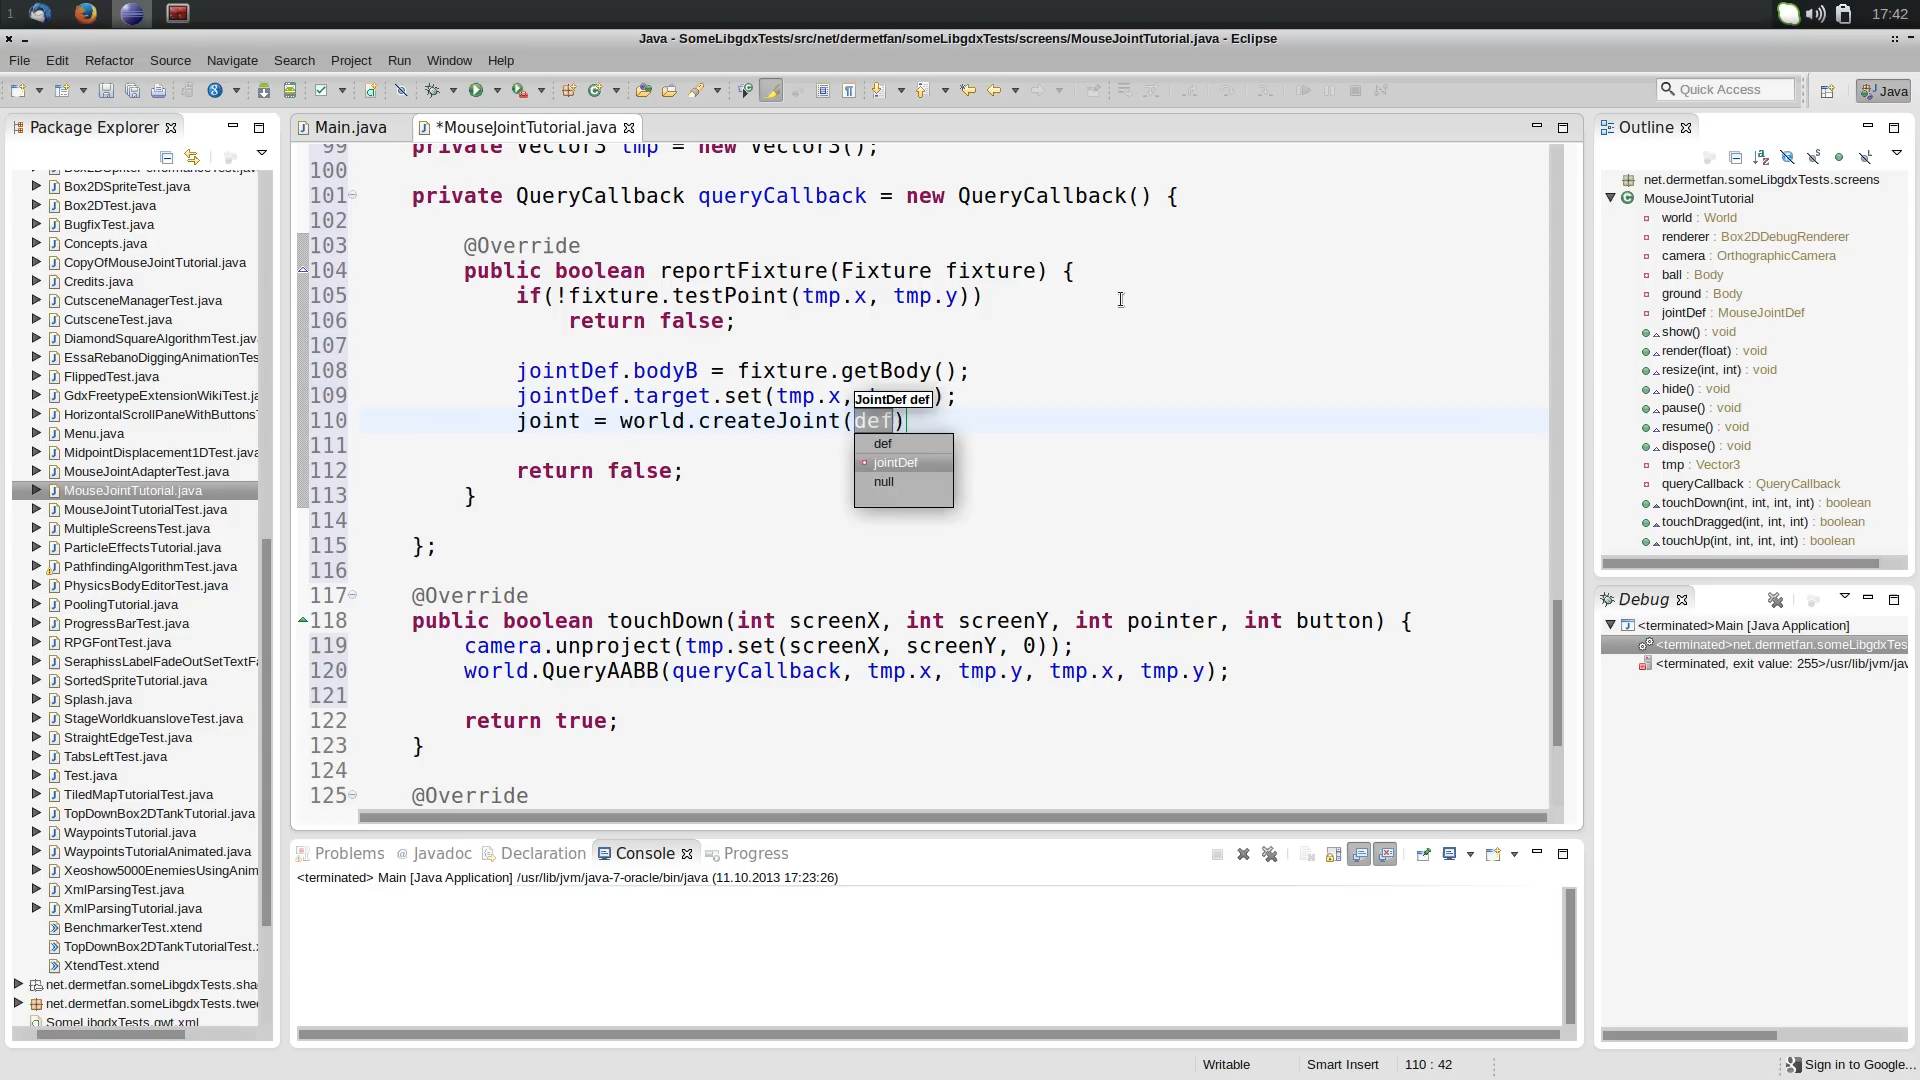 1
17:42
Java - SomeLibgdxTests/src/net/dermetfan/someLibgdxTests/screens/MouseJointTutorial.java - Eclipse
File Edit Refactor Source Navigate Search Project Run Window Help
Quick Access
Java
Package Explorer
Box2DSpriteTest.java
Box2DTest.java
BugfixTest.java
Concepts.java
CopyOfMouseJointTutorial.java
Credits.java
CutsceneManagerTest.java
CutsceneTest.java
DiamondSquareAlgorithmTest.jav
EssaRebanoDiggingAnimationTes
FlippedTest.java
GdxFreetypeExtensionWikiTest.ja
HorizontalScrollPaneWithButtons
Menu.java
MidpointDisplacement1DTest.java
MouseJointAdapterTest.java
MouseJointTutorial.java
MouseJointTutorialTest.java
MultipleScreensTest.java
ParticleEffectsTutorial.java
PathfindingAlgorithmTest.java
PhysicsBodyEditorTest.java
PoolingTutorial.java
ProgressBarTest.java
RPGFontTest.java
SeraphissLabelFadeOutSetTextF
SortedSpriteTutorial.java
Splash.java
StageWorldkuansloveTest.java
StraightEdgeTest.java
TabsLeftTest.java
Test.java
TiledMapTutorialTest.java
TopDownBox2DTankTutorial.java
WaypointsTutorial.java
WaypointsTutorialAnimated.java
Xeoshow5000EnemiesUsingAnim
XmlParsingTest.java
XmlParsingTutorial.java
BenchmarkerTest.xtend
TopDownBox2DTankTutorialTest.x
XtendTest.xtend
net.dermetfan.someLibgdxTests.sha
net.dermetfan.someLibgdxTests.twe
SomeLibgdxTests.gwt.xml
Main.java
*MouseJointTutorial.java
99 private Vector3 tmp = new Vector3();
100
101 private QueryCallback queryCallback = new QueryCallback() {
102
103 @Override
104 public boolean reportFixture(Fixture fixture) {
105 if(!fixture.testPoint(tmp.x, tmp.y))
106 return false;
107
108 jointDef.bodyB = fixture.getBody();
109 jointDef.target.set(tmp.x, );
JointDef def
110 joint = world.createJoint(def)
def
jointDef
null
111
112 return false;
113 }
114
115 };
116
117 @Override
118 public boolean touchDown(int screenX, int screenY, int pointer, int button) {
119 camera.unproject(tmp.set(screenX, screenY, 0));
120 world.QueryAABB(queryCallback, tmp.x, tmp.y, tmp.x, tmp.y);
121
122 return true;
123 }
124
125 @Override
Problems @ Javadoc Declaration Console Progress
<terminated> Main [Java Application] /usr/lib/jvm/java-7-oracle/bin/java (11.10.2013 17:23:26)
Outline
net.dermetfan.someLibgdxTests.screens
MouseJointTutorial
world : World
renderer : Box2DDebugRenderer
camera : OrthographicCamera
ball : Body
ground : Body
jointDef : MouseJointDef
show() : void
render(float) : void
resize(int, int) : void
hide() : void
pause() : void
resume() : void
dispose() : void
tmp : Vector3
queryCallback : QueryCallback
touchDown(int, int, int, int) : boolean
touchDragged(int, int, int) : boolean
touchUp(int, int, int, int) : boolean
Debug
<terminated>Main [Java Application]
<terminated>net.dermetfan.someLibgdxTes
<terminated, exit value: 255>/usr/lib/jvm/jav
Writable
Smart Insert
110 : 42
Sign in to Google...